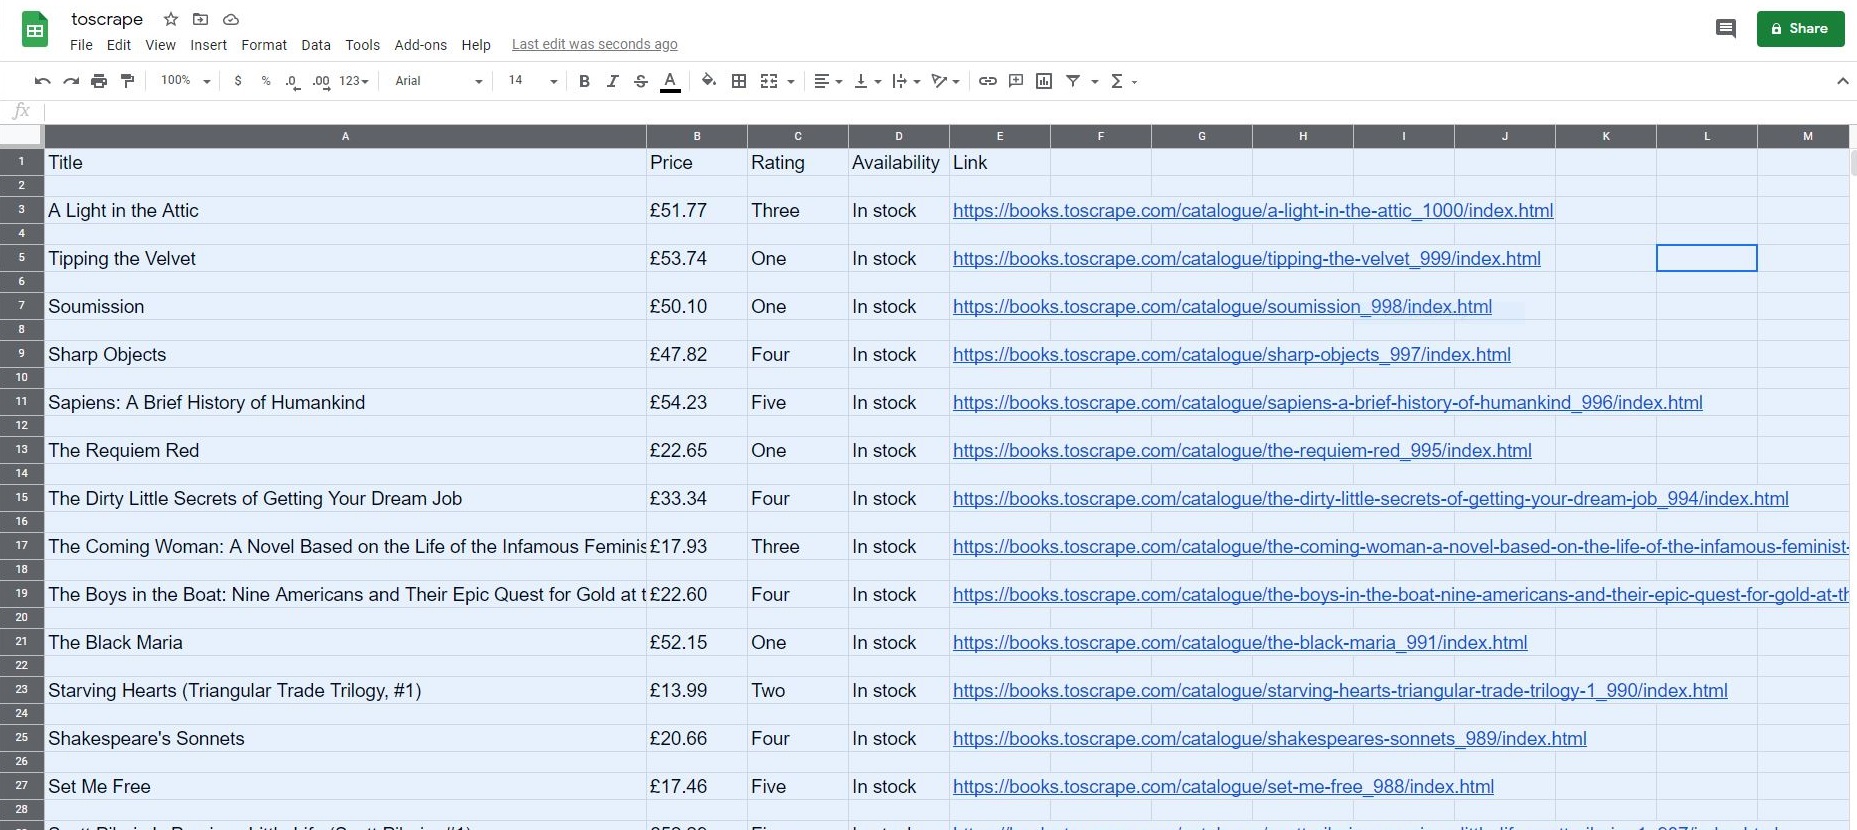 toscrape
File Edit View Insert Format Data Tools Add-ons Help Last edit was seconds ago
Share
100% $ % .0 .00 123 Arial 14 B I S A Σ
fx
A B C D E F G H I J K L M
1 Title Price Rating Availability Link
2
3 A Light in the Attic £51.77 Three In stock https://books.toscrape.com/catalogue/a-light-in-the-attic_1000/index.html
4
5 Tipping the Velvet £53.74 One In stock https://books.toscrape.com/catalogue/tipping-the-velvet_999/index.html
6
7 Soumission £50.10 One In stock https://books.toscrape.com/catalogue/soumission_998/index.html
8
9 Sharp Objects £47.82 Four In stock https://books.toscrape.com/catalogue/sharp-objects_997/index.html
10
11 Sapiens: A Brief History of Humankind £54.23 Five In stock https://books.toscrape.com/catalogue/sapiens-a-brief-history-of-humankind_996/index.html
12
13 The Requiem Red £22.65 One In stock https://books.toscrape.com/catalogue/the-requiem-red_995/index.html
14
15 The Dirty Little Secrets of Getting Your Dream Job £33.34 Four In stock https://books.toscrape.com/catalogue/the-dirty-little-secrets-of-getting-your-dream-job_994/index.html
16
17 The Coming Woman: A Novel Based on the Life of the Infamous Feminis £17.93 Three In stock https://books.toscrape.com/catalogue/the-coming-woman-a-novel-based-on-the-life-of-the-infamous-feminist-
18
19 The Boys in the Boat: Nine Americans and Their Epic Quest for Gold at t £22.60 Four In stock https://books.toscrape.com/catalogue/the-boys-in-the-boat-nine-americans-and-their-epic-quest-for-gold-at-th
20
21 The Black Maria £52.15 One In stock https://books.toscrape.com/catalogue/the-black-maria_991/index.html
22
23 Starving Hearts (Triangular Trade Trilogy, #1) £13.99 Two In stock https://books.toscrape.com/catalogue/starving-hearts-triangular-trade-trilogy-1_990/index.html
24
25 Shakespeare's Sonnets £20.66 Four In stock https://books.toscrape.com/catalogue/shakespeares-sonnets_989/index.html
26
27 Set Me Free £17.46 Five In stock https://books.toscrape.com/catalogue/set-me-free_988/index.html
28